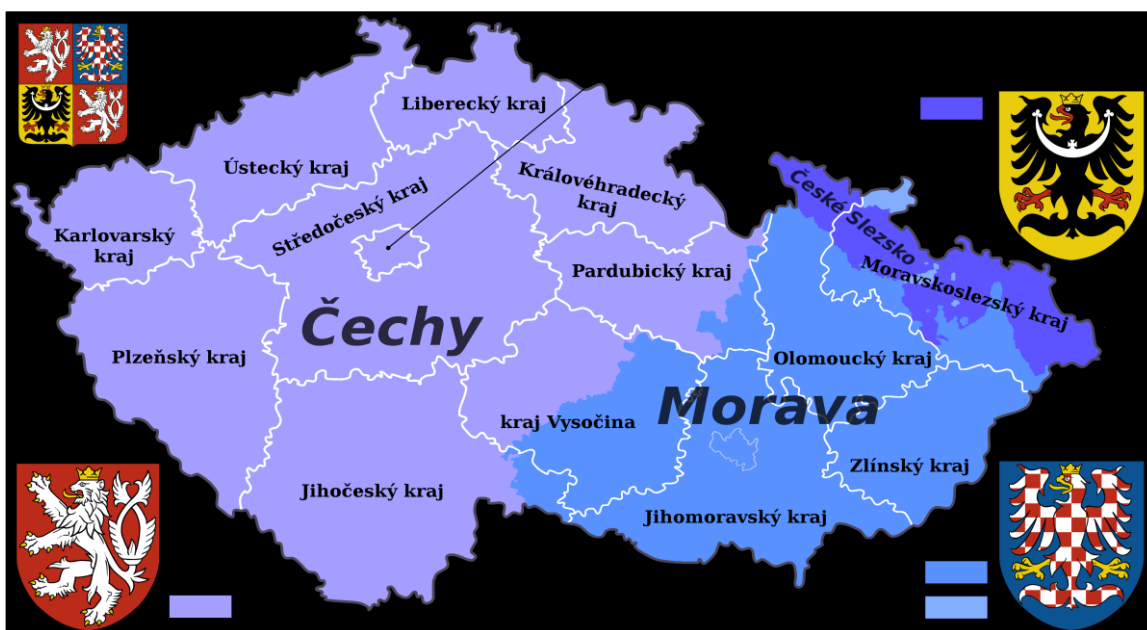 Liberecký kraj
Ústecký kraj
Středočeský kraj
Královéhradecký
kraj
Karlovarský
kraj
Pardubický kraj
České Slezsko
Moravskoslezský kraj
Čechy
Plzeňský kraj
Olomoucký kraj
Morava
kraj Vysočina
Zlínský kraj
Jihočeský kraj
Jihomoravský kraj